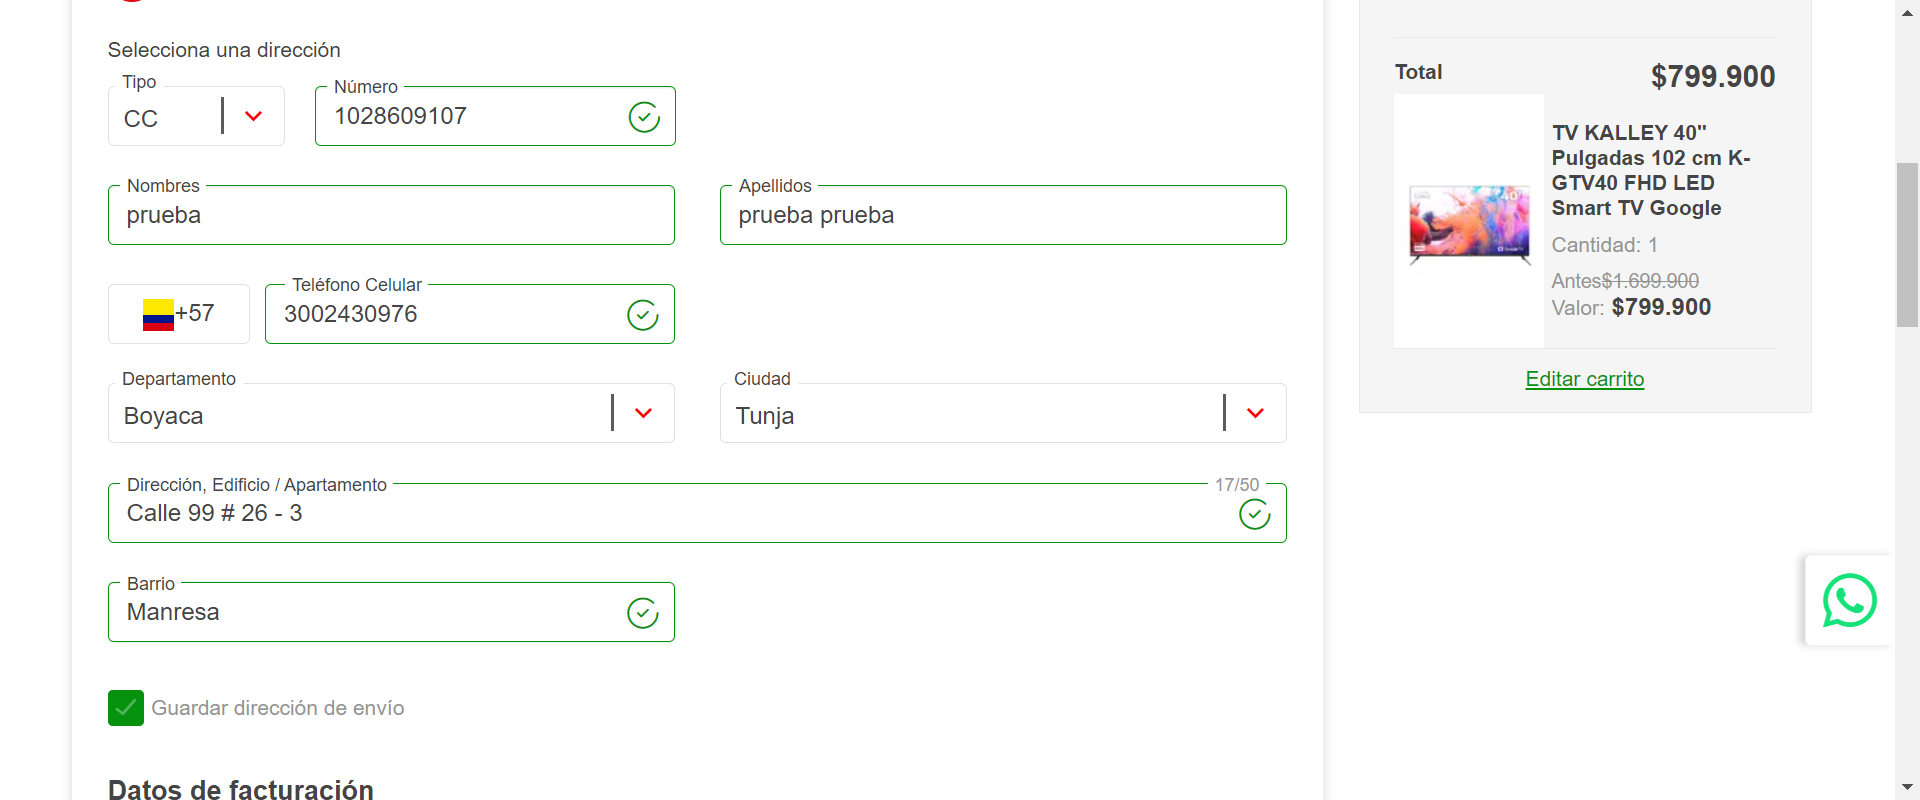 Selecciona una dirección
Tipo
CC
Número
1028609107
Nombres
prueba
Apellidos
prueba prueba
+57
Teléfono Celular
3002430976
Departamento
Boyaca
Ciudad
Tunja
Dirección, Edificio / Apartamento
17/50
Calle 99 # 26 - 3
Barrio
Manresa
Guardar dirección de envío
Datos de facturación
Total
$799.900
40"
TV KALLEY 40"
Pulgadas 102 cm K-
GTV40 FHD LED
Smart TV Google
Cantidad: 1
Antes$1.699.900
Valor: $799.900
Editar carrito